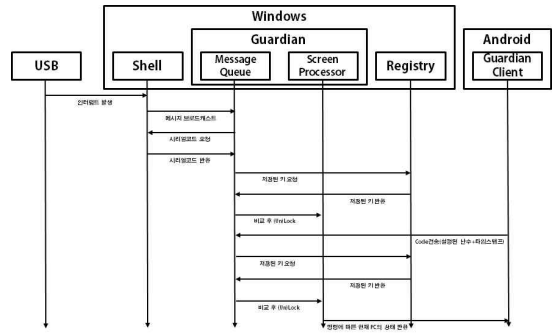 Windows
Guardian
Android
USB
Shell
Message
Queue
Screen
Processor
Registry
Guardian
Client
인터럽트 발생
메시지 브로드캐스트
시리얼코드 요청
시리얼코드 반환
저장된 키 요청
저장된 키 반환
비교 후 (Un)Lock
Code전송(설정된 난수+타임스탬프)
저장된 키 요청
저장된 키 반환
비교 후 (Un)Lock
명령에 따른 현재 PC의 상태 반환